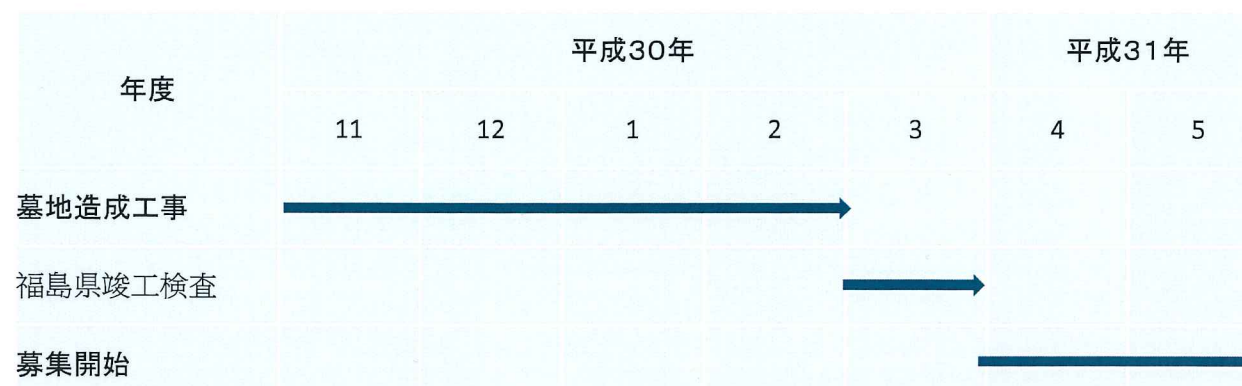 年度
平成30年
平成31年
11 12 1 2 3 4 5
墓地造成工事
福島県竣工検査
募集開始